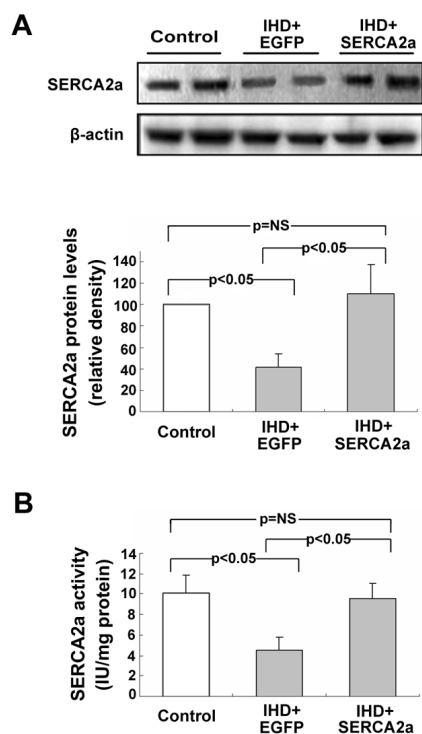 A
Control
IHD+
EGFP
IHD+
SERCA2a
SERCA2a
β-actin
p=NS
p<0.05
p<0.05
SERCA2a protein levels
(relative density)
140
120
100
80
60
40
20
0
Control
IHD+
EGFP
IHD+
SERCA2a
B
p=NS
p<0.05
p<0.05
SERCA2a activity
(IU/mg protein)
14
12
10
8
6
4
2
0
Control
IHD+
EGFP
IHD+
SERCA2a